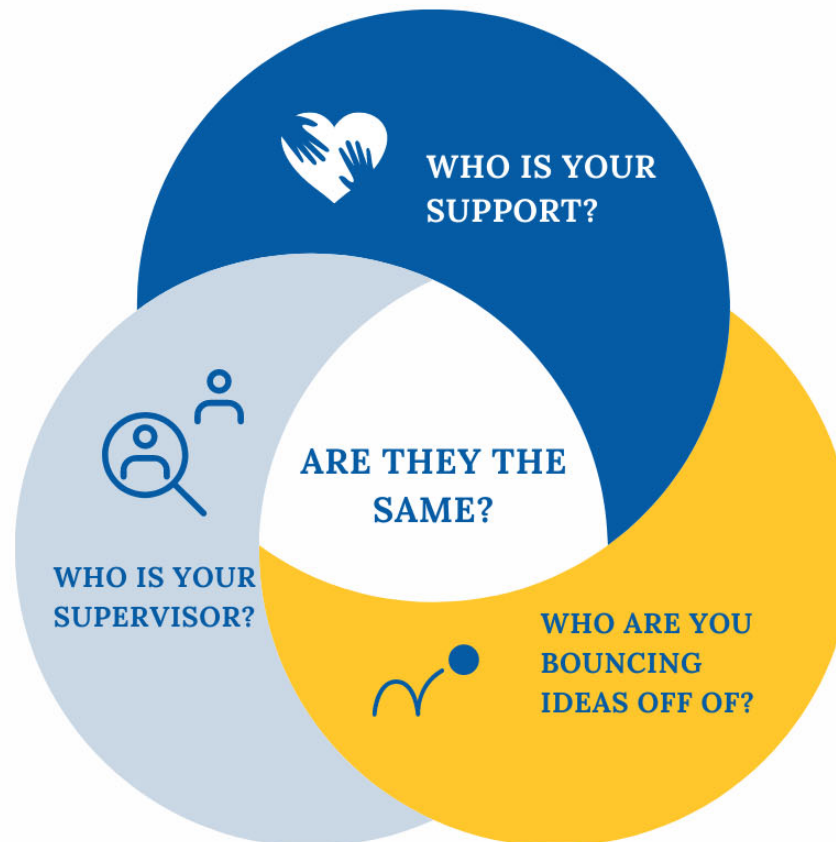 WHO IS YOUR
SUPPORT?
ARE THEY THE
SAME?
WHO IS YOUR
SUPERVISOR?
WHO ARE YOU
BOUNCING
IDEAS OFF OF?